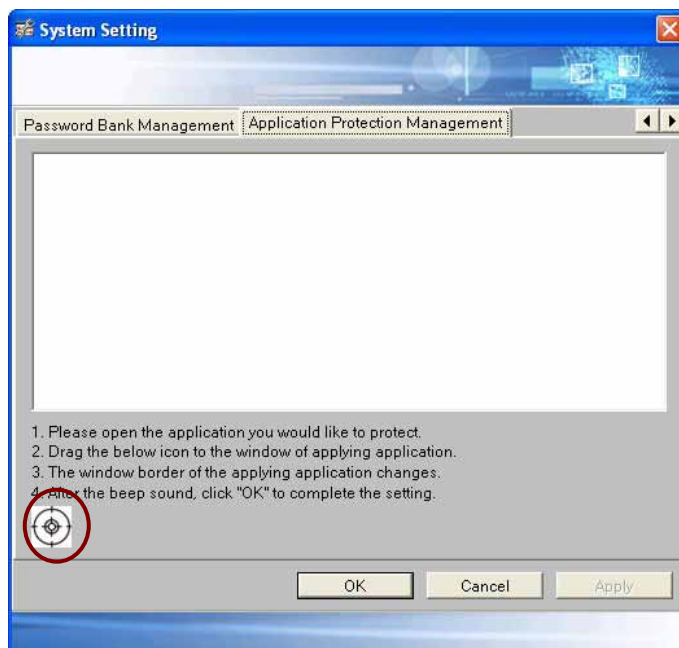 System Setting
Password Bank Management
Application Protection Management
1. Please open the application you would like to protect.
2. Drag the below icon to the window of applying application.
3. The window border of the applying application changes.
4. After the beep sound, click "OK" to complete the setting.
OK
Cancel
Apply